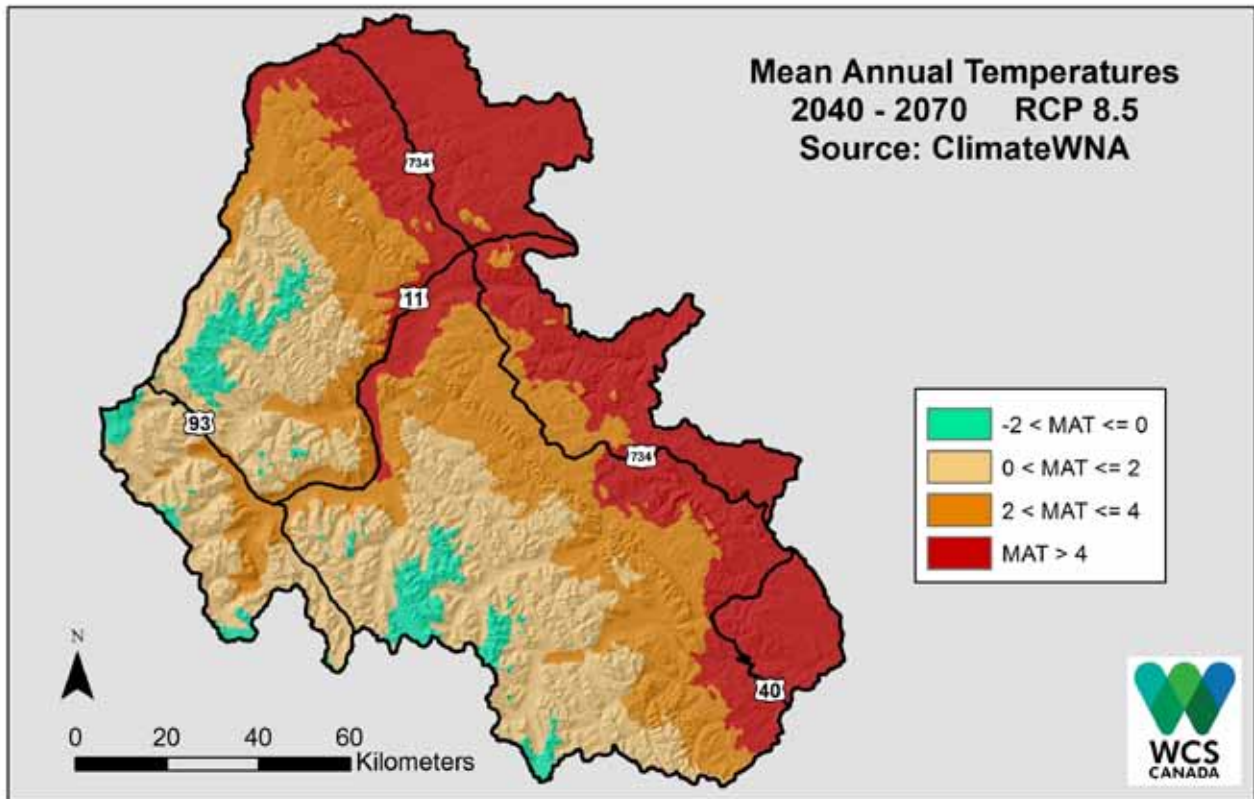 Mean Annual Temperatures
2040 - 2070 RCP 8.5
Source: ClimateWNA
734
11
93
734
40
-2 < MAT <= 0
0 < MAT <= 2
2 < MAT <= 4
MAT > 4
N
0 20 40 60
Kilometers
WCS
CANADA